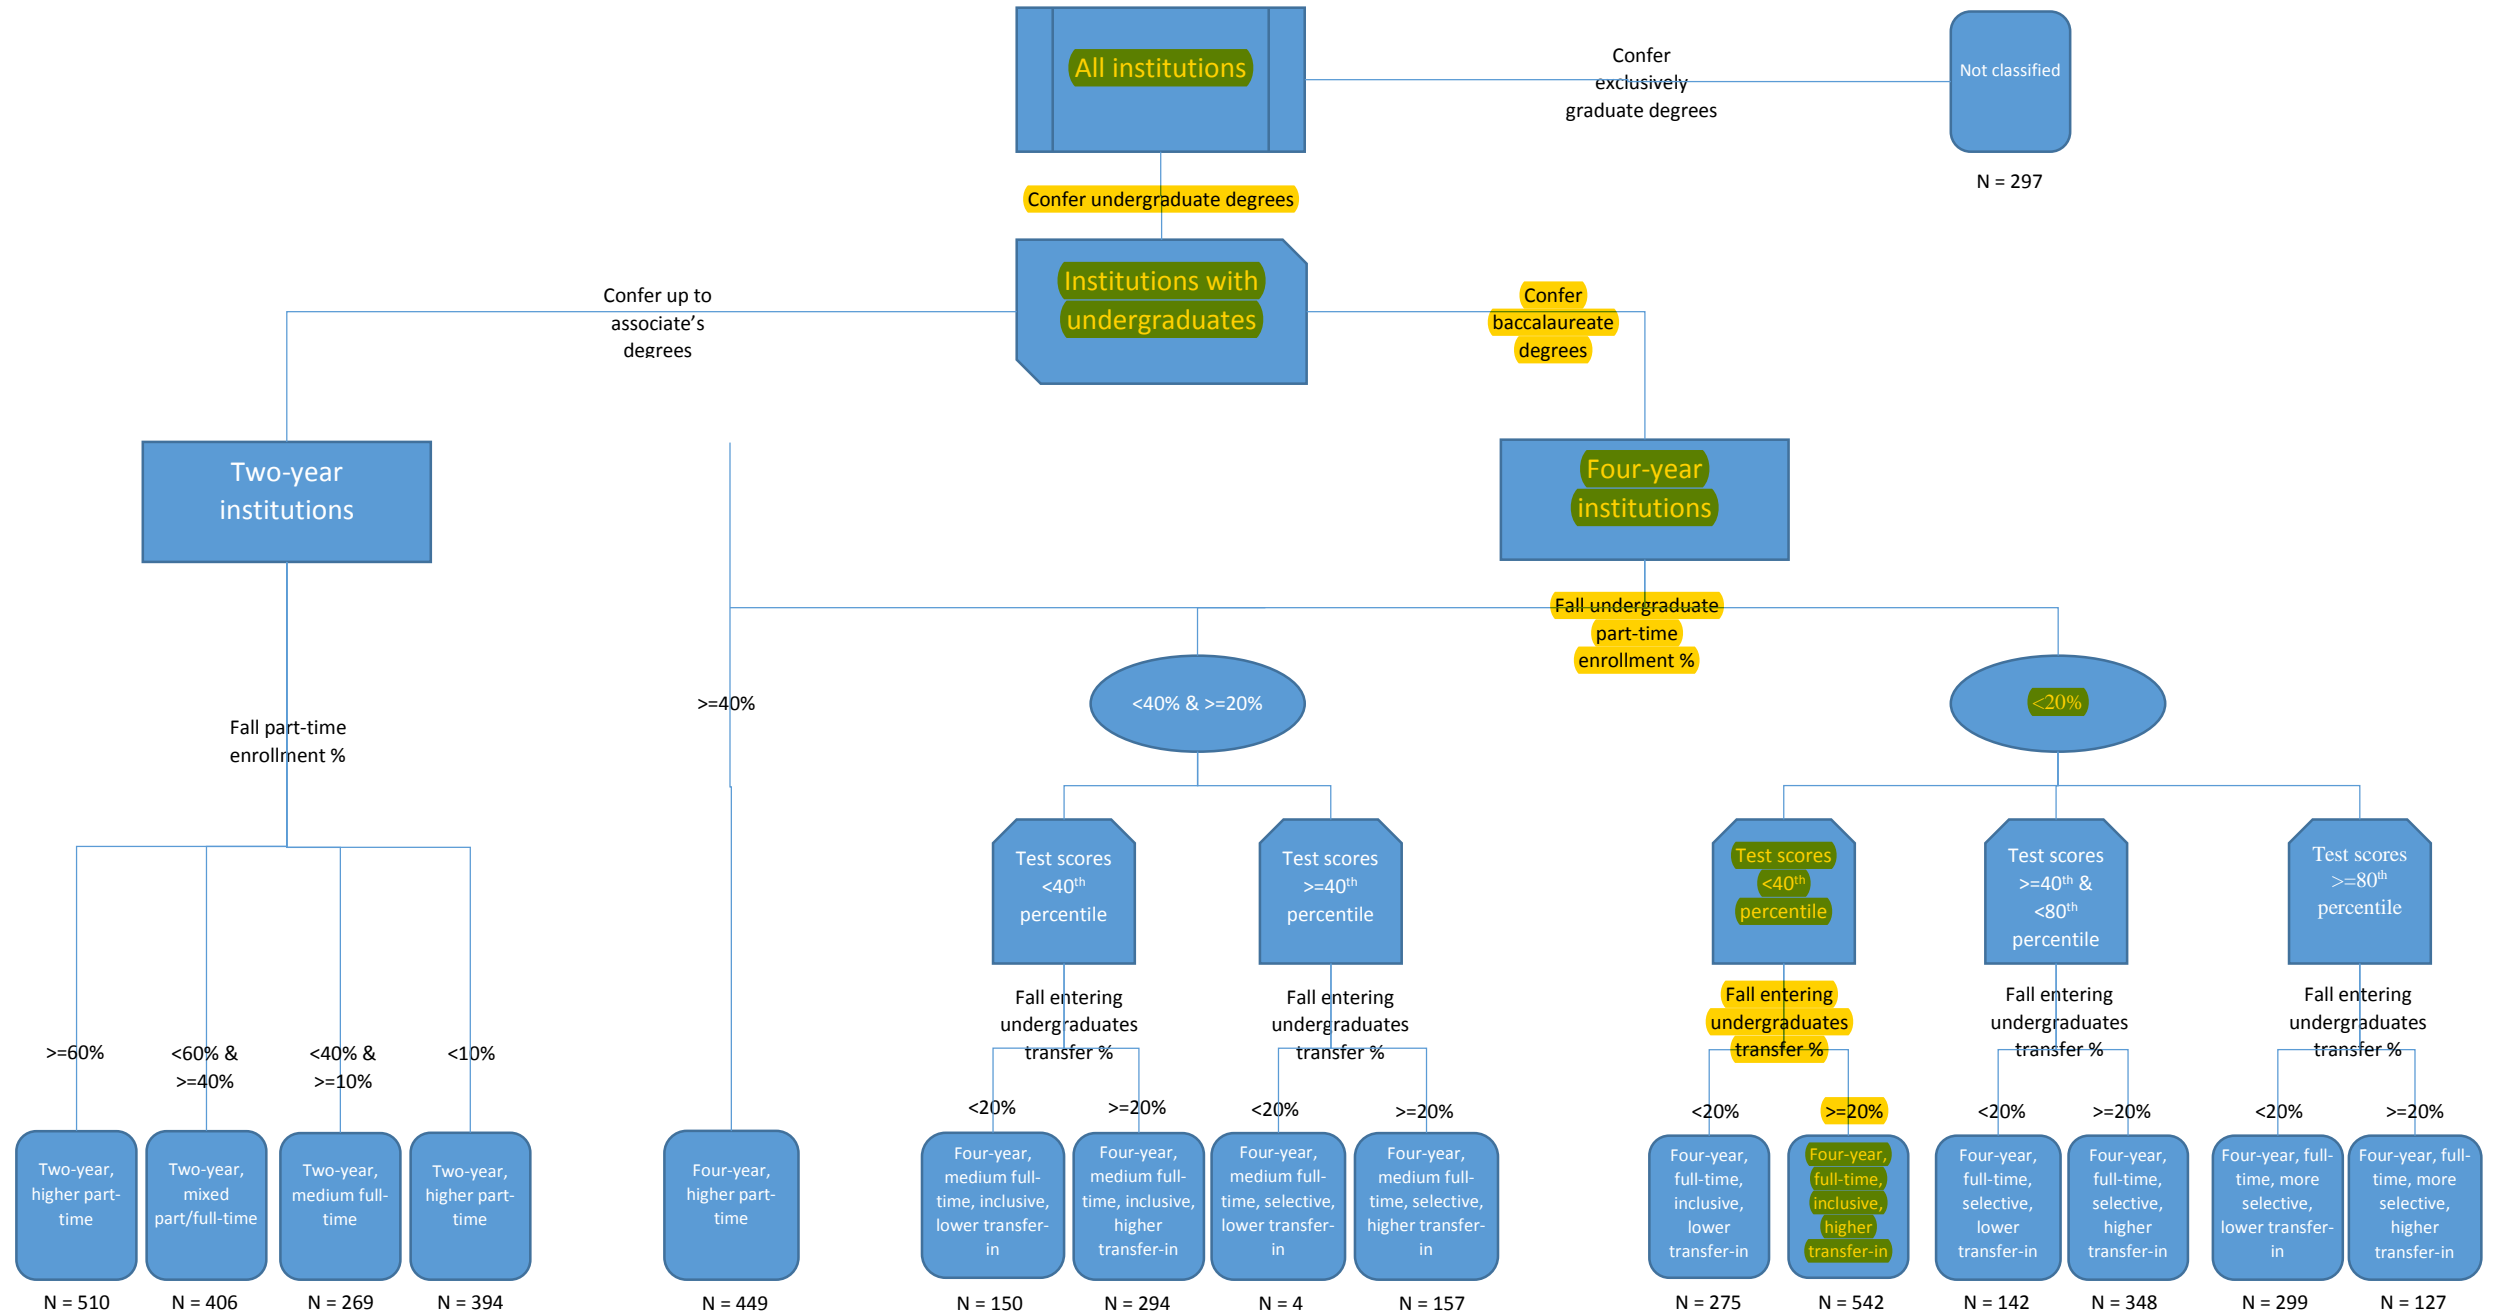 All institutions
Confer
exclusively
graduate degrees
Not classified
N = 297
Confer undergraduate degrees
Institutions with
undergraduates
Confer up to
associate’s
degrees
Confer
baccalaureate
degrees
Two-year
institutions
Four-year
institutions
Fall undergraduate
part-time
enrollment %
Fall part-time
enrollment %
>=40%
<40% & >=20%
<20%
Test scores
<40th
percentile
Test scores
>=40th
percentile
Test scores
<40th
percentile
Test scores
>=40th &
<80th
percentile
Test scores
>=80th
percentile
Fall entering
undergraduates
transfer %
Fall entering
undergraduates
transfer %
Fall entering
undergraduates
transfer %
Fall entering
undergraduates
transfer %
Fall entering
undergraduates
transfer %
>=60%
<60% &
>=40%
<40% &
>=10%
<10%
<20%
>=20%
<20%
>=20%
<20%
>=20%
<20%
>=20%
<20%
>=20%
Two-year,
higher part-
time
Two-year,
mixed
part/full-time
Two-year,
medium full-
time
Two-year,
higher part-
time
Four-year,
higher part-
time
Four-year,
medium full-
time, inclusive,
lower transfer-
in
Four-year,
medium full-
time, inclusive,
higher
transfer-in
Four-year,
medium full-
time, selective,
lower transfer-
in
Four-year,
medium full-
time, selective,
higher transfer-
in
Four-year,
full-time,
inclusive,
lower
transfer-in
Four-year,
full-time,
inclusive,
higher
transfer-in
Four-year,
full-time,
selective,
lower
transfer-in
Four-year,
full-time,
selective,
higher
transfer-in
Four-year, full-
time, more
selective,
lower transfer-
in
Four-year, full-
time, more
selective,
higher
transfer-in
N = 510
N = 406
N = 269
N = 394
N = 449
N = 150
N = 294
N = 4
N = 157
N = 275
N = 542
N = 142
N = 348
N = 299
N = 127